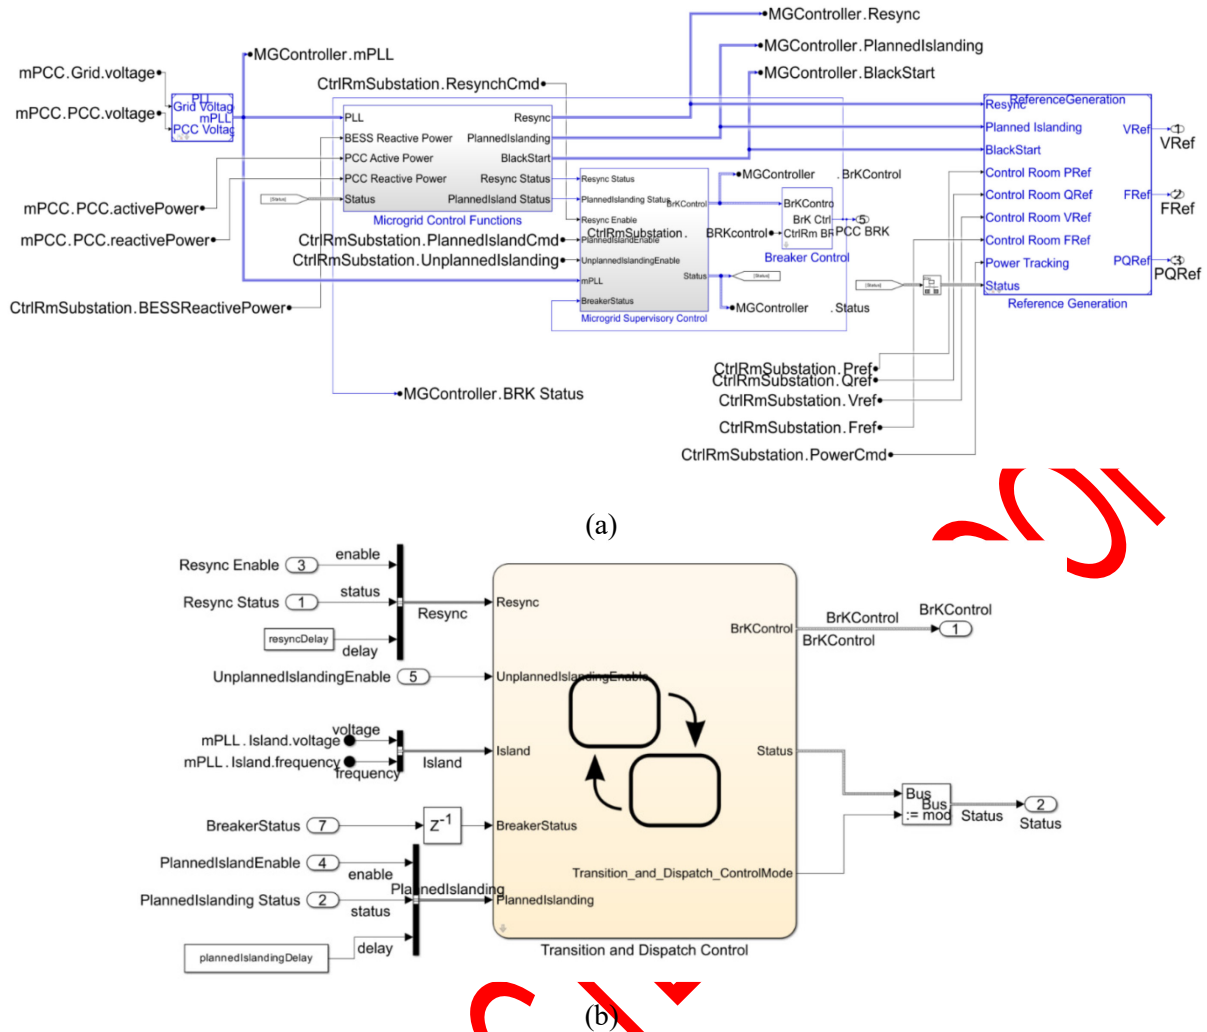 MGController.Resync
MGController.PlannedIslanding
MGController.mPLL
MGController.BlackStart
mPCC.Grid.voltage
CtrlRmSubstation.ResynchCmd
PLL
Grid Voltag
mPLL
PCC Voltag
mPCC.PCC.voltage
PLL
BESS Reactive Power
PCC Active Power
PCC Reactive Power
Status
Resync
PlannedIslanding
BlackStart
Resync Status
PlannedIsland Status
Microgrid Control Functions
[Status]
mPCC.PCC.activePower
mPCC.PCC.reactivePower
CtrlRmSubstation.PlannedIslandCmd
CtrlRmSubstation.UnplannedIslanding
CtrlRmSubstation.BESSReactivePower
Resync Status
PlannedIslanding Status
Resync Enable
PlannedIslandEnable
UnplannedIslandingEnable
mPLL
BreakerStatus
BrKControl
Status
Microgrid Supervisory Control
CtrlRmSubstation.
BRKcontrol
MGController .BrKControl
BrKContro
BrK Ctrl
CtrlRm BR
Breaker Control
5
PCC BRK
[Status]
MGController .Status
MGController.BRK Status
ReferenceGeneration
Resync
Planned Islanding
BlackStart
Control Room PRef
Control Room QRef
Control Room VRef
Control Room FRef
Power Tracking
Status
VRef
FRef
PQRef
Reference Generation
1
VRef
2
FRef
3
PQRef
[Status]
CtrlRmSubstation.Pref
CtrlRmSubstation.Qref
CtrlRmSubstation.Vref
CtrlRmSubstation.Fref
CtrlRmSubstation.PowerCmd
(a)
Resync Enable 3 enable
Resync Status 1 status
Resync
resyncDelay
delay
UnplannedIslandingEnable 5
voltage
mPLL.Island.voltage
mPLL.Island.frequency
Island
frequency
BreakerStatus 7
Z-1
PlannedIslandEnable 4
enable
PlannedIslanding
PlannedIslanding Status 2
status
plannedIslandingDelay
delay
Resync
UnplannedIslandingEnable
Island
BreakerStatus
PlannedIslanding
BrKControl
Status
Transition_and_Dispatch_ControlMode
Transition and Dispatch Control
BrKControl
BrKControl
BrKControl
1
Bus
Bus
:= mod
Status
2
Status
(b)